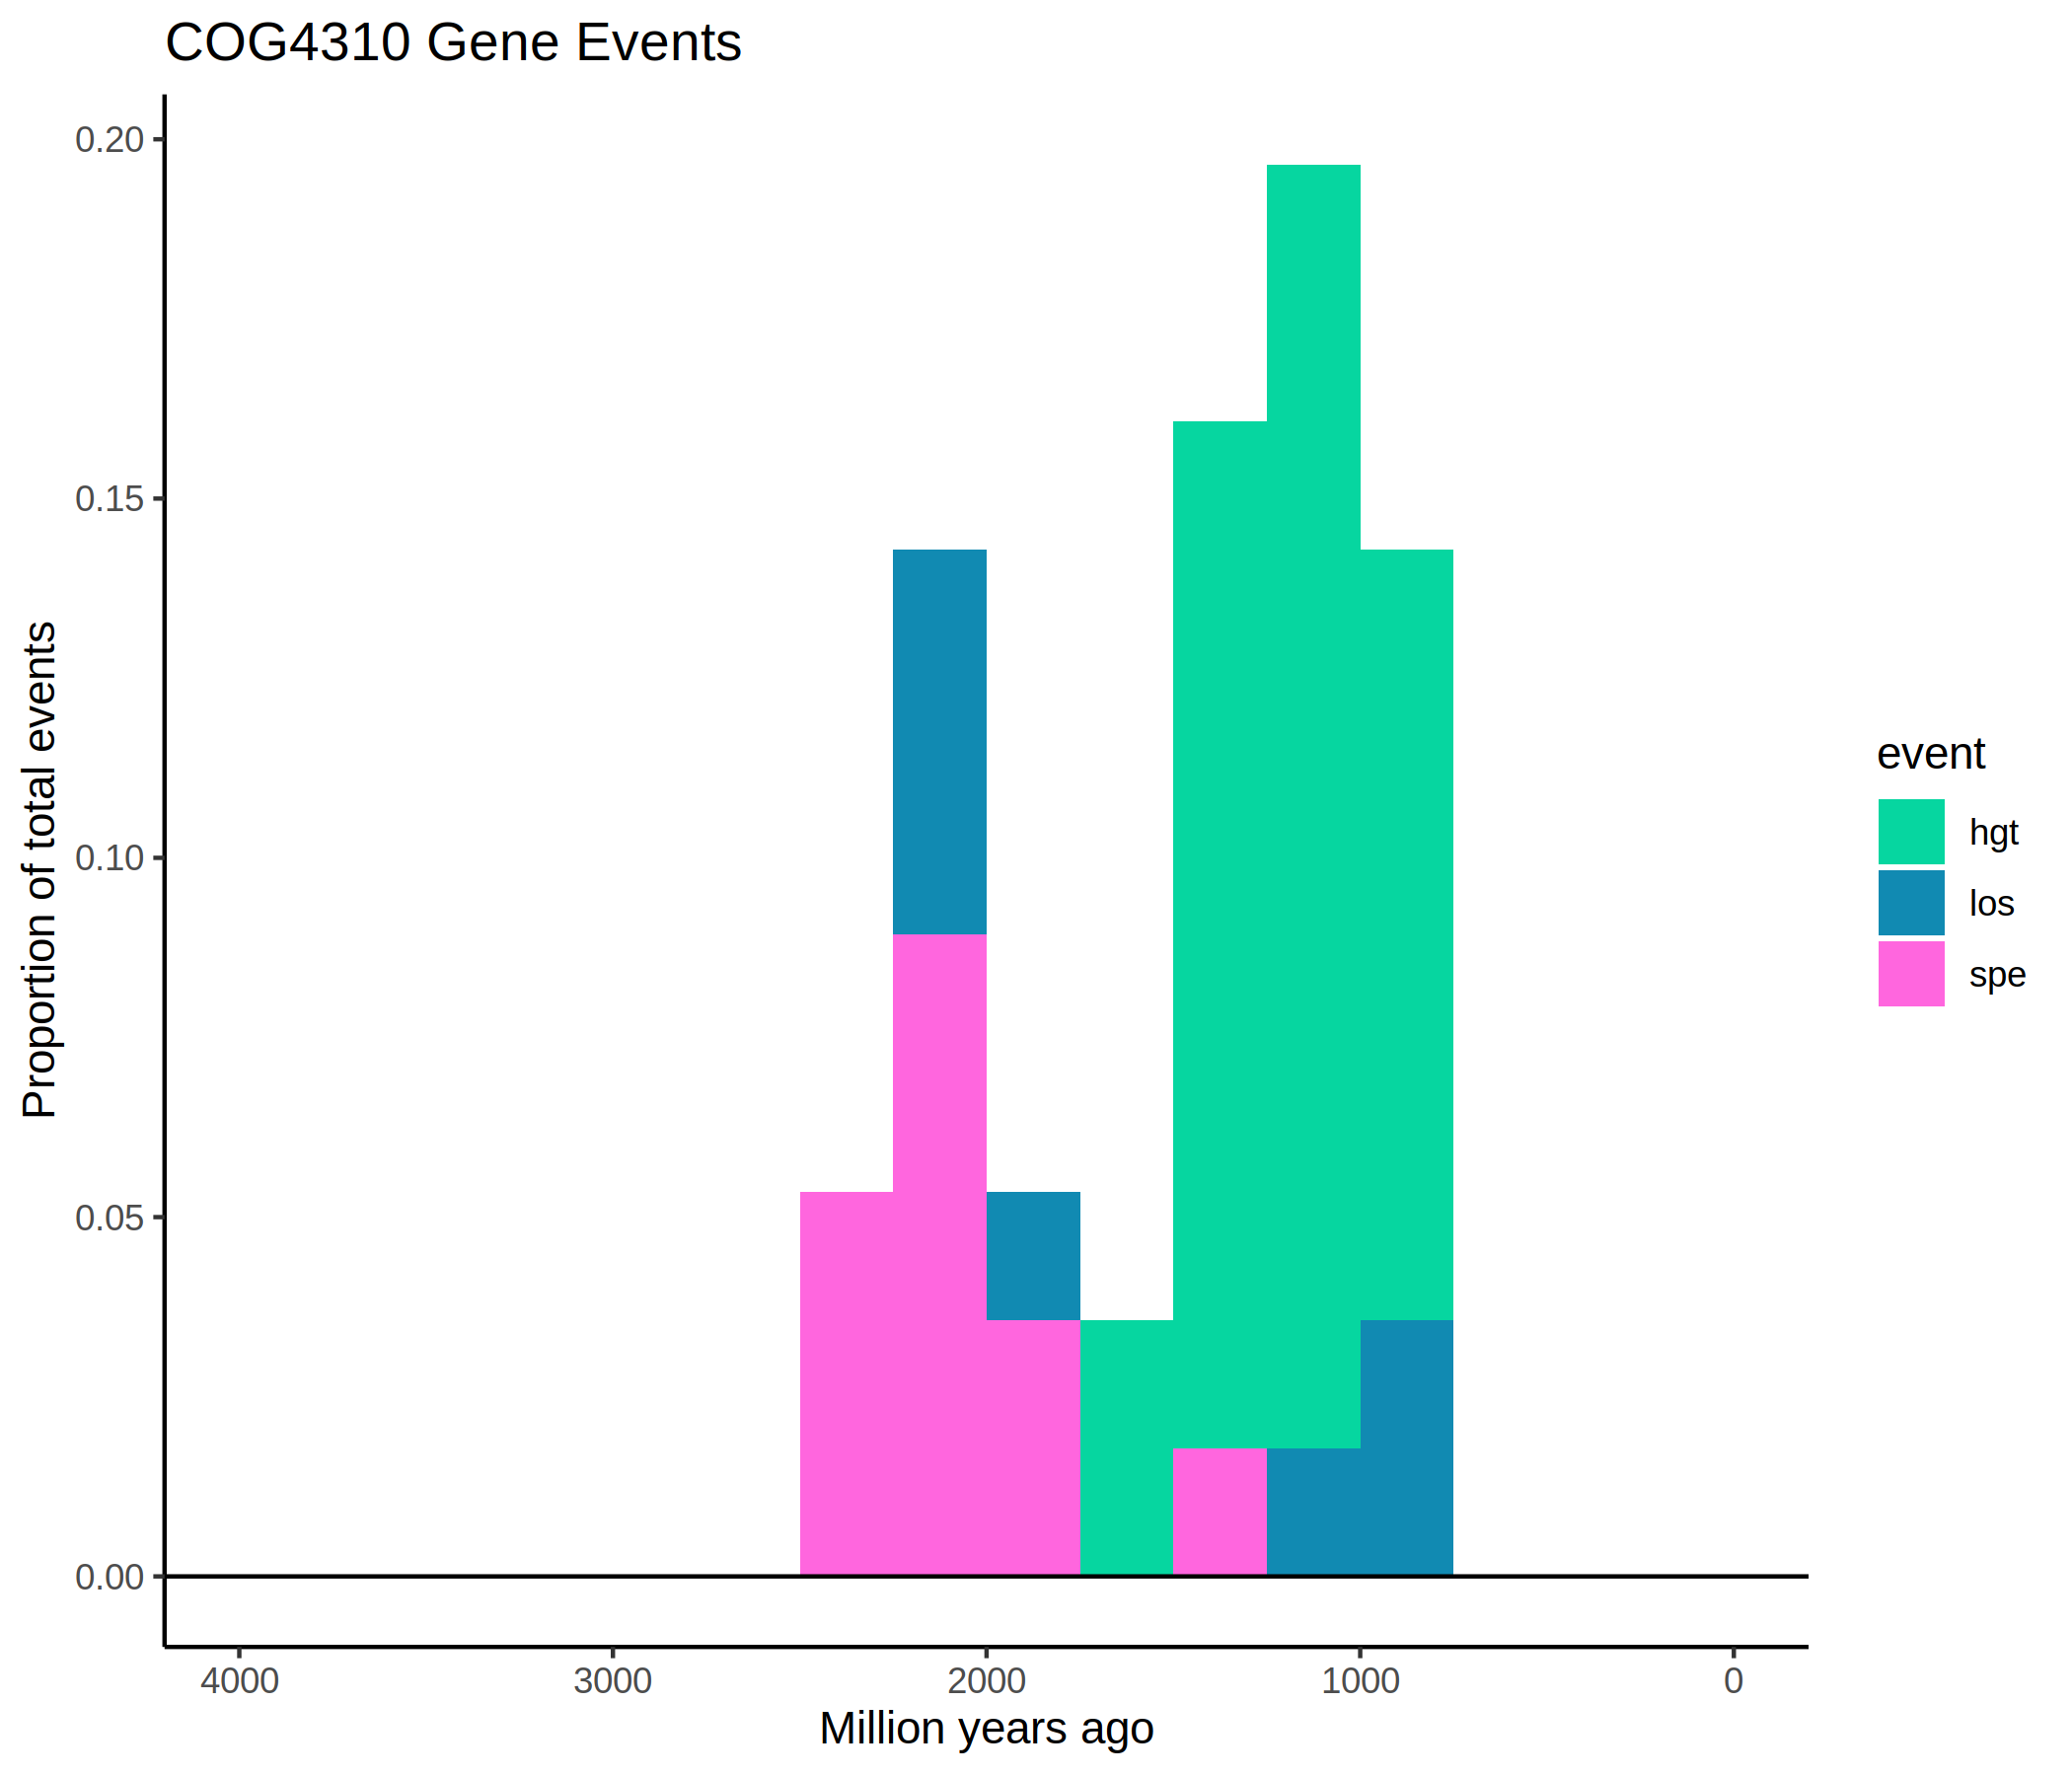 COG4310 Gene Events
Proportion of total events
0.20
0.15
0.10
0.05
0.00
4000 3000 2000 1000 0
Million years ago
event
hgt
los
spe